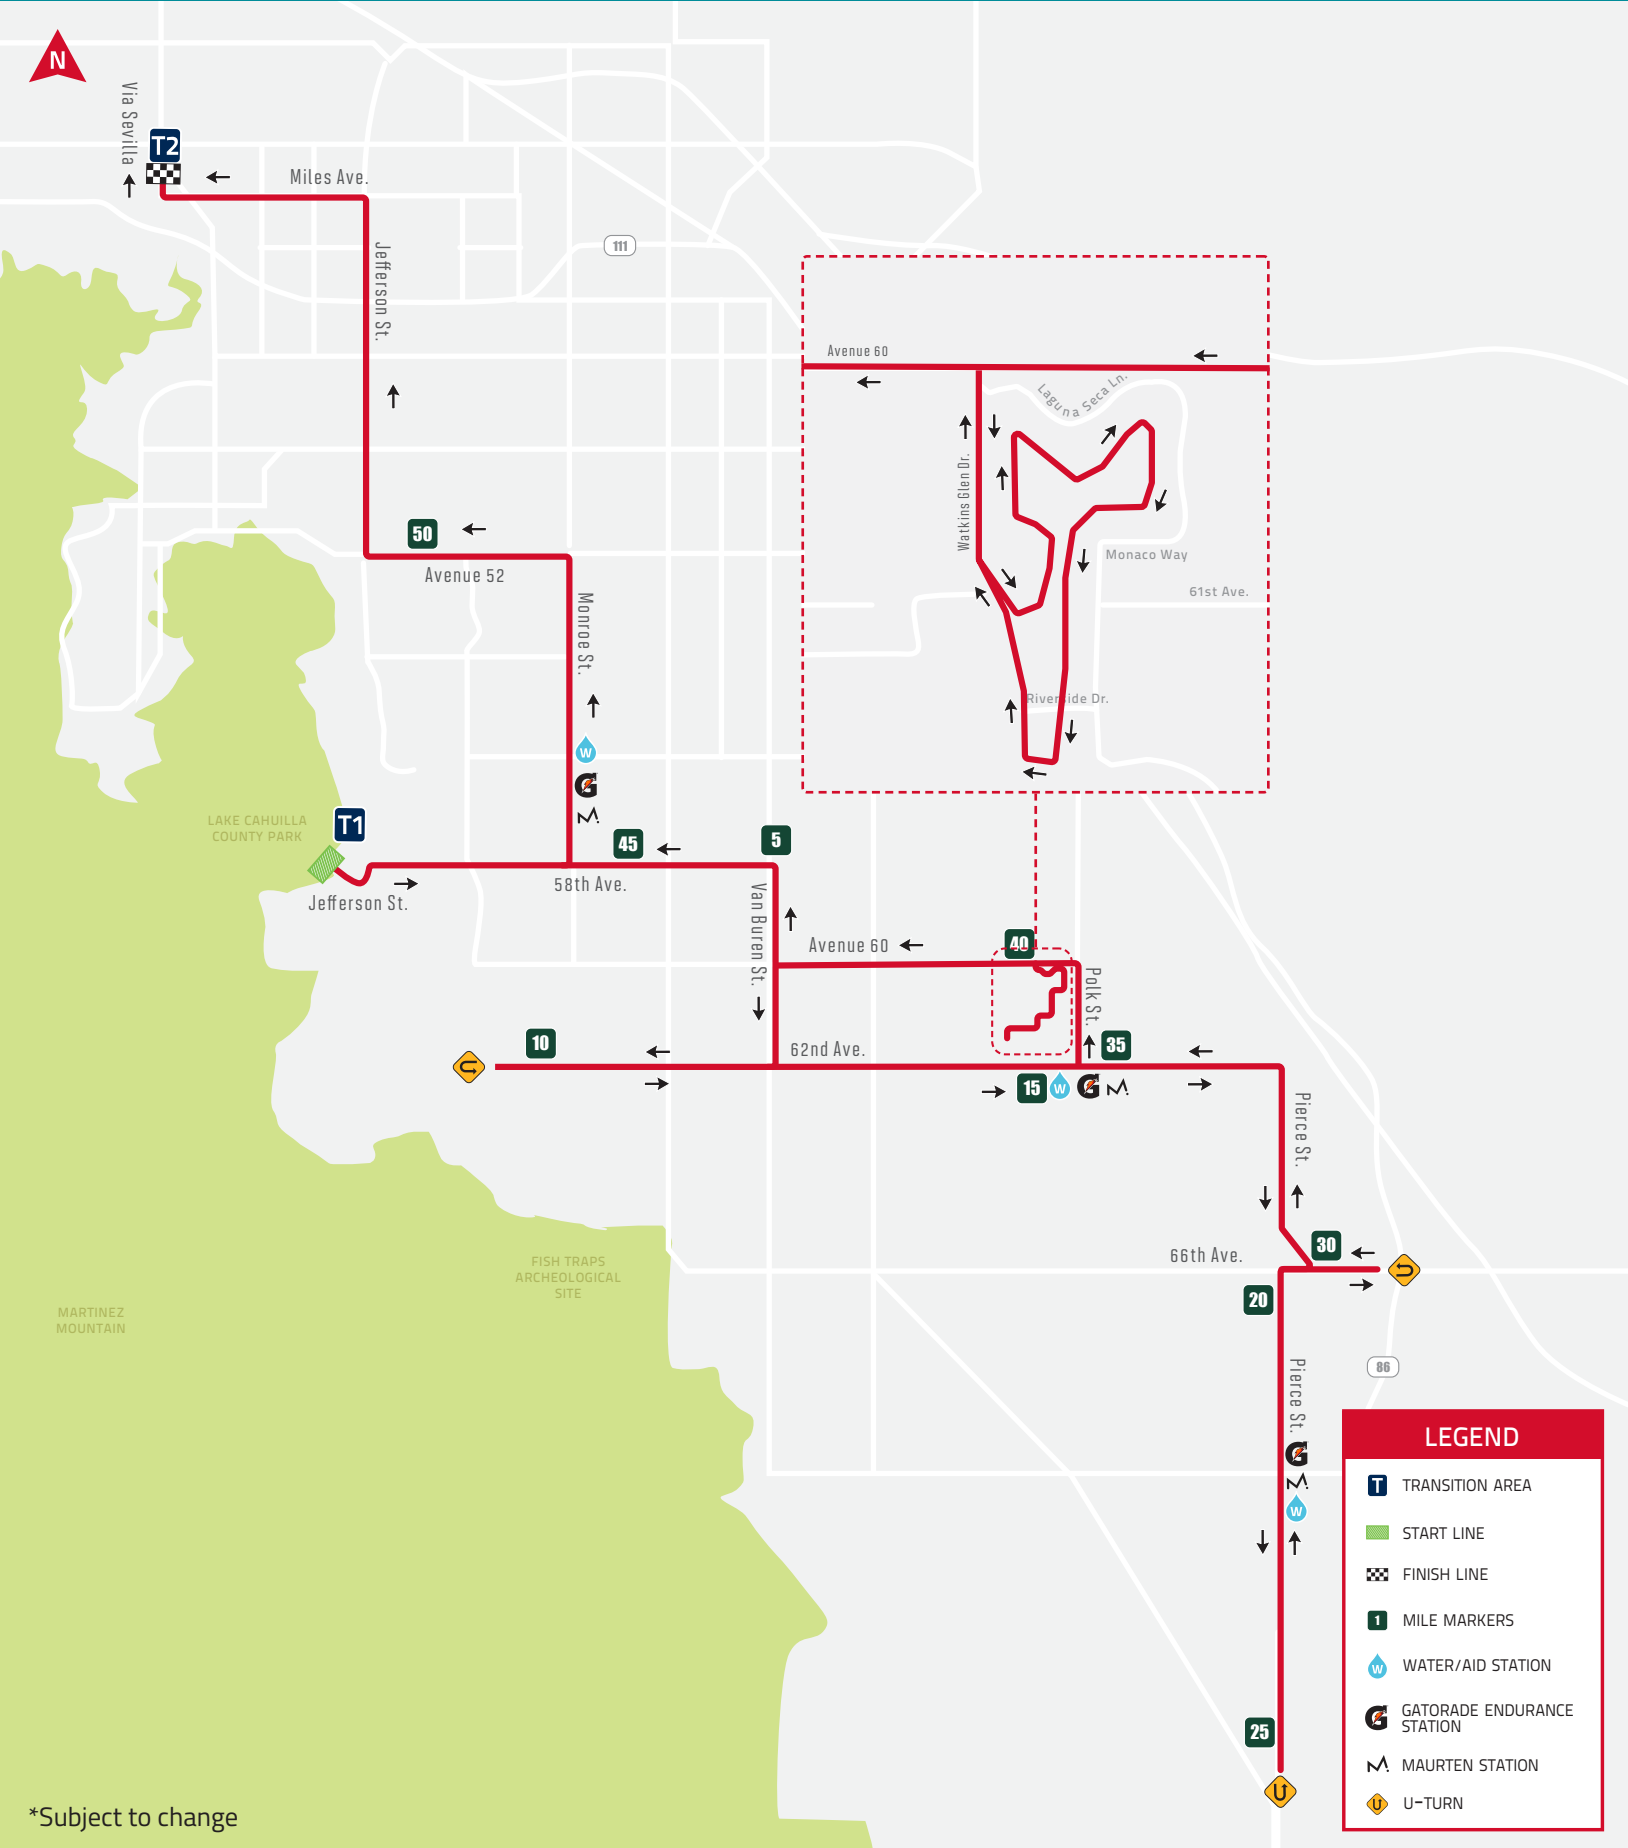 N
Via Sevilla
T2
Miles Ave.
Jefferson St.
111
Avenue 60
Laguna Seca Ln.
Watkins Glen Dr.
Monaco Way
61st Ave.
Riverside Dr.
50
Avenue 52
Monroe St.
W
G
LAKE CAHUILLA
COUNTY PARK
T1
45
5
58th Ave.
Jefferson St.
Van Buren St.
Avenue 60
40
Polk St.
10
62nd Ave.
35
15
W
G
Pierce St.
66th Ave.
30
20
FISH TRAPS
ARCHEOLOGICAL
SITE
MARTINEZ
MOUNTAIN
86
Pierce St.
G
W
25
LEGEND
T TRANSITION AREA
START LINE
FINISH LINE
1 MILE MARKERS
W WATER/AID STATION
G GATORADE ENDURANCE
STATION
MAURTEN STATION
U-TURN
*Subject to change